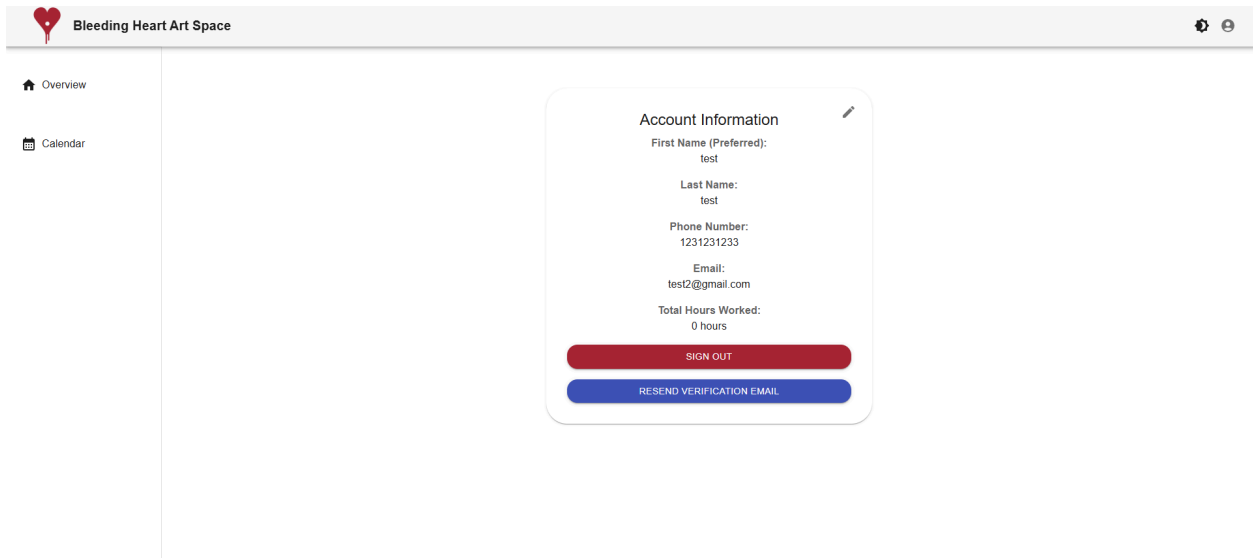 Bleeding Heart Art Space
Overview
Calendar
Account Information
First Name (Preferred):
test
Last Name:
test
Phone Number:
1231231233
Email:
test2@gmail.com
Total Hours Worked:
0 hours
SIGN OUT
RESEND VERIFICATION EMAIL